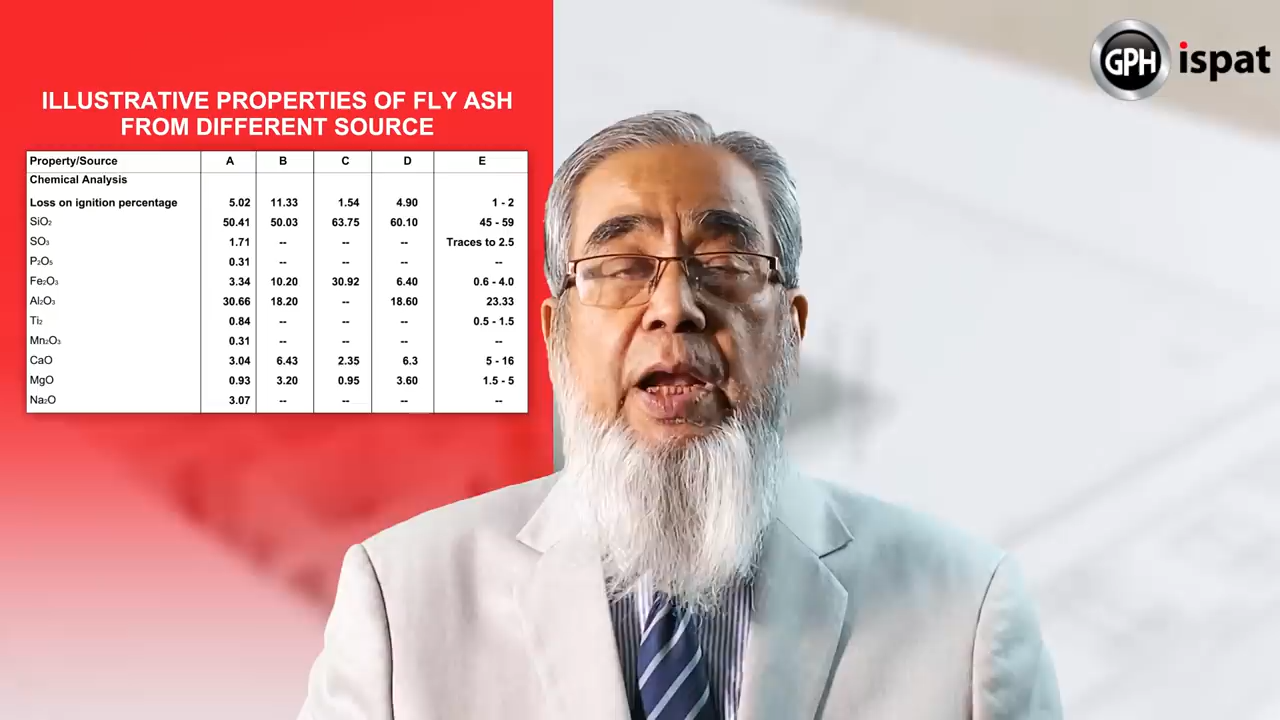 GPH ispat
ILLUSTRATIVE PROPERTIES OF FLY ASH
FROM DIFFERENT SOURCE
Property/Source A B C D E
Chemical Analysis
Loss on ignition percentage 5.02 11.33 1.54 4.90 1 - 2
SiO₂ 50.41 50.03 63.75 60.10 45 - 59
SO₃ 1.71 -- -- -- Traces to 2.5
P₂O₅ 0.31 -- -- -- --
Fe₂O₃ 3.34 10.20 30.92 6.40 0.6 - 4.0
Al₂O₃ 30.66 18.20 -- 18.60 23.33
Ti₂ 0.84 -- -- -- 0.5 - 1.5
Mn₂O₃ 0.31 -- -- -- --
CaO 3.04 6.43 2.35 6.3 5 - 16
MgO 0.93 3.20 0.95 3.60 1.5 - 5
Na₂O 3.07 -- -- -- --